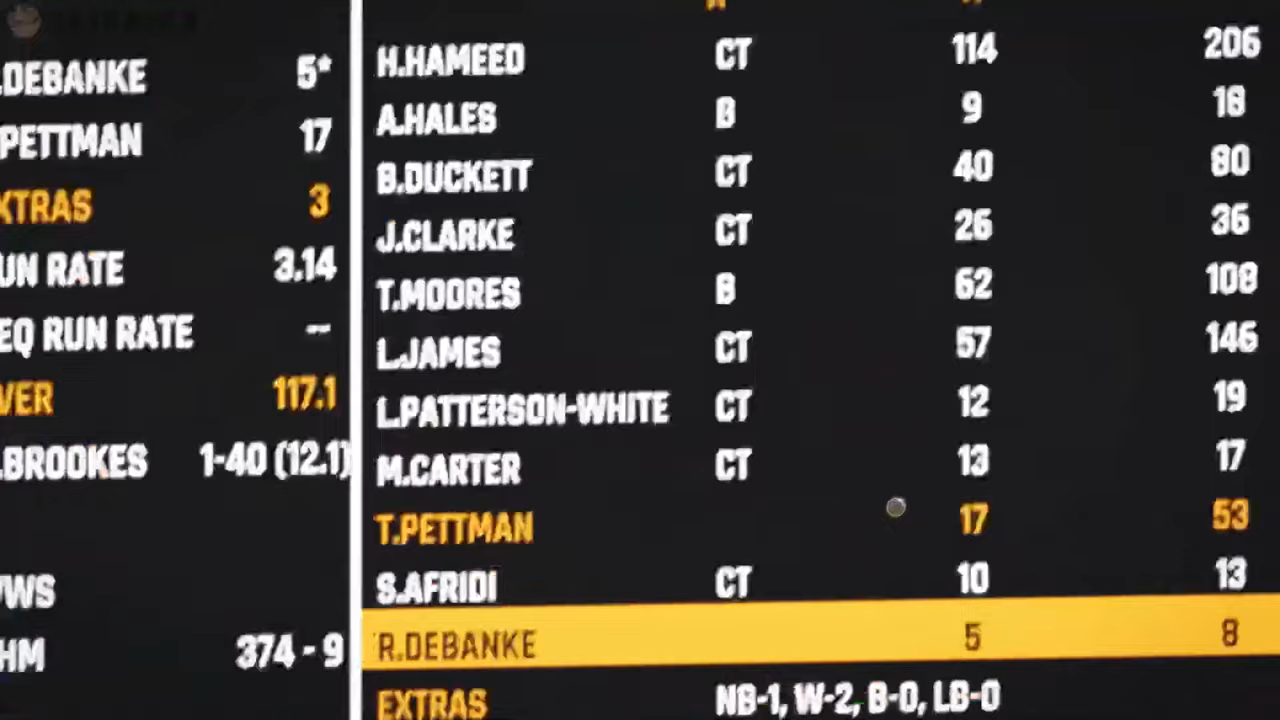 .DEBANKE 5*
PETTMAN 17
XTRAS 3
UN RATE 3.14
EQ RUN RATE --
VER 117.1
.BROOKES 1-40 (12.1)
WS
HM 374 - 9
H.HAMEED CT 114 206
A.HALES B 9 18
B.DUCKETT CT 40 80
J.CLARKE CT 26 36
T.MOORES B 62 108
L.JAMES CT 57 146
L.PATTERSON-WHITE CT 12 19
M.CARTER CT 13 17
T.PETTMAN 17 53
S.AFRIDI CT 10 13
R.DEBANKE 5 8
EXTRAS NB-1, W-2, B-0, LB-0